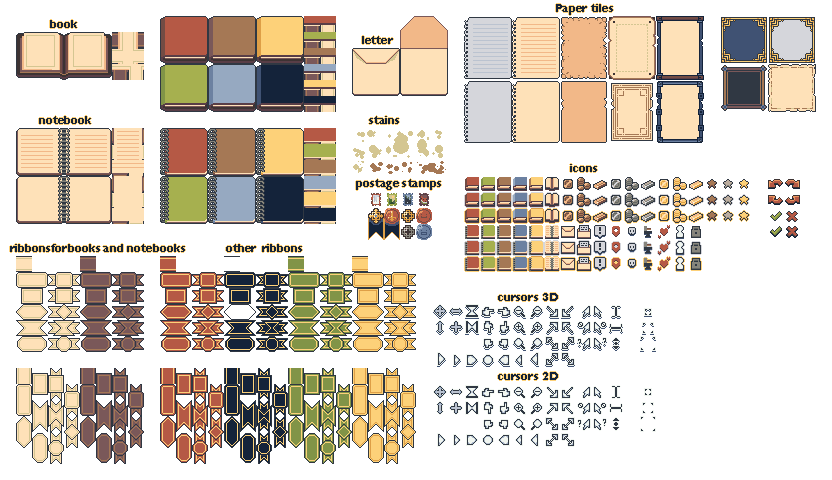 Paper tiles
book
letter
notebook
stains
icons
postage stamps
ribbonsforbooks and notebooks
other ribbons
cursors 3D
cursors 2D